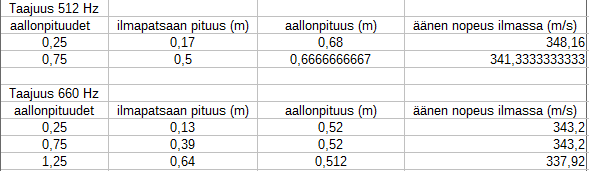 Taajuus 512 Hz
aallonpituudet ilmapatsaan pituus (m) aallonpituus (m) äänen nopeus ilmassa (m/s)
0,25 0,17 0,68 348,16
0,75 0,5 0,6666666667 341,3333333333
Taajuus 660 Hz
aallonpituudet ilmapatsaan pituus (m) aallonpituus (m) äänen nopeus ilmassa (m/s)
0,25 0,13 0,52 343,2
0,75 0,39 0,52 343,2
1,25 0,64 0,512 337,92